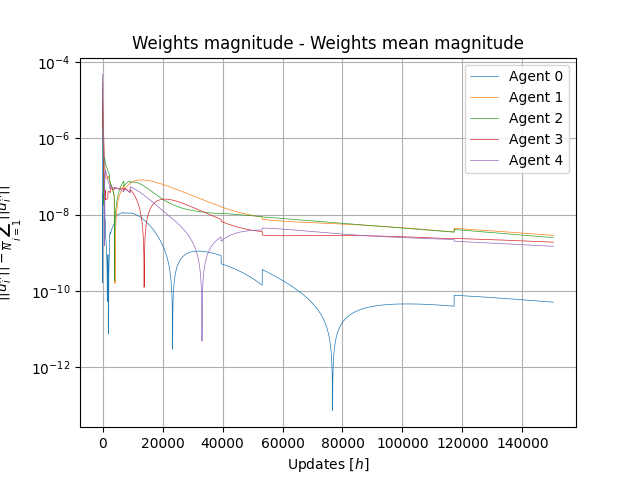 Weights magnitude - Weights mean magnitude
10⁻⁴
10⁻⁶
10⁻⁸
10⁻¹⁰
10⁻¹²
0
20000
40000
60000
80000
100000
120000
140000
Updates [h]
Agent 0
Agent 1
Agent 2
Agent 3
Agent 4